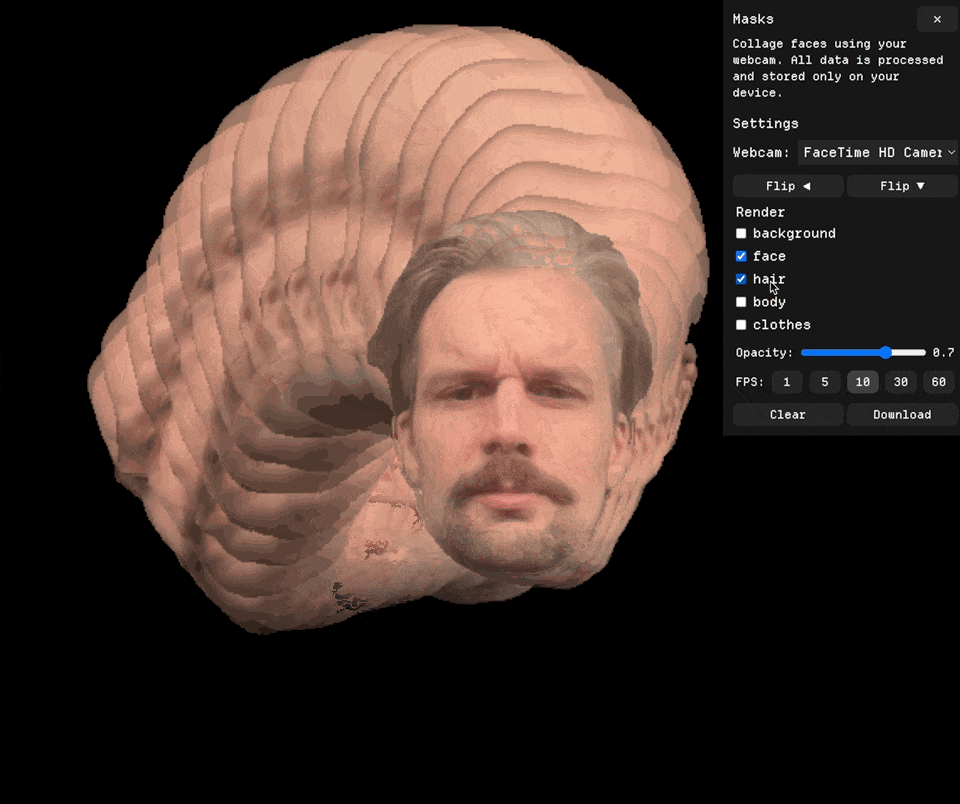 Masks ×
Collage faces using your
webcam. All data is processed
and stored only on your
device.
Settings
Webcam: FaceTime HD Camer
Flip ◀ Flip ▼
Render
background
face
hair
body
clothes
Opacity: 0.7
FPS: 1 5 10 30 60
Clear Download